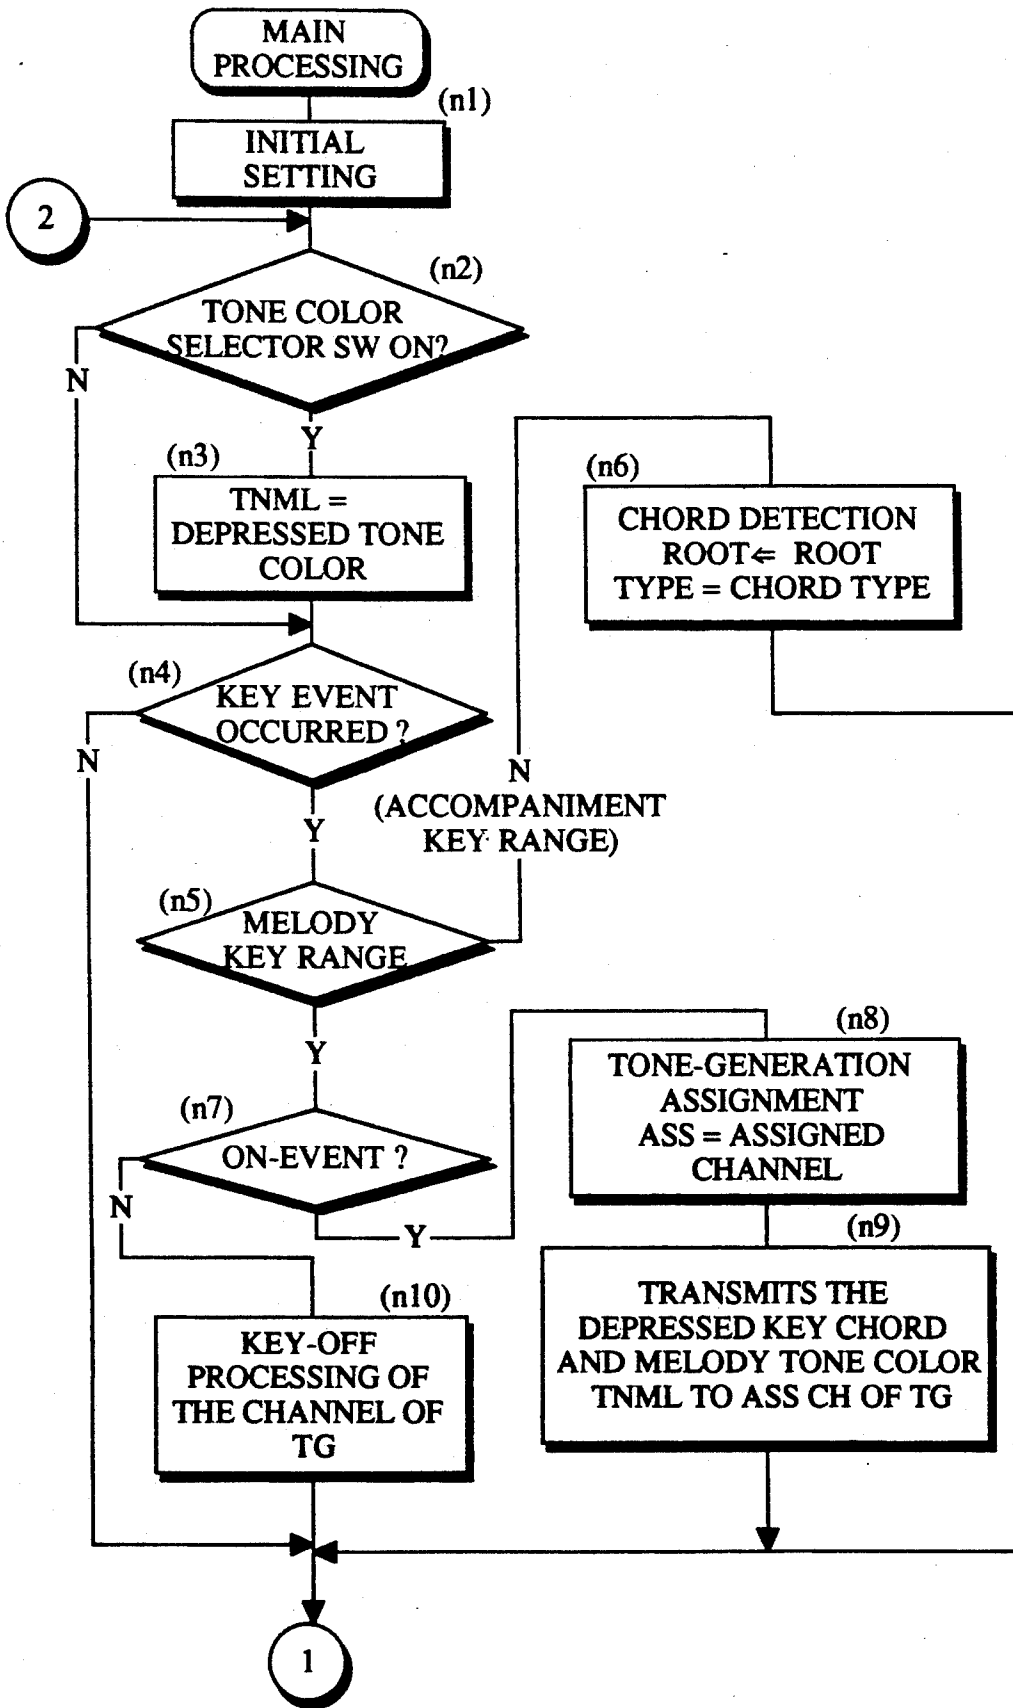 MAIN
PROCESSING
(n1)
INITIAL
SETTING
2
(n2)
TONE COLOR
SELECTOR SW ON?
N
Y
(n3)
TNML =
DEPRESSED TONE
COLOR
(n6)
CHORD DETECTION
ROOT⇐ ROOT
TYPE = CHORD TYPE
(n4)
KEY EVENT
OCCURRED ?
N
Y
N
(ACCOMPANIMENT
KEY RANGE)
(n5)
MELODY
KEY RANGE
Y
(n7)
ON-EVENT ?
N
Y
(n8)
TONE-GENERATION
ASSIGNMENT
ASS = ASSIGNED
CHANNEL
(n9)
TRANSMITS THE
DEPRESSED KEY CHORD
AND MELODY TONE COLOR
TNML TO ASS CH OF TG
(n10)
KEY-OFF
PROCESSING OF
THE CHANNEL OF
TG
1